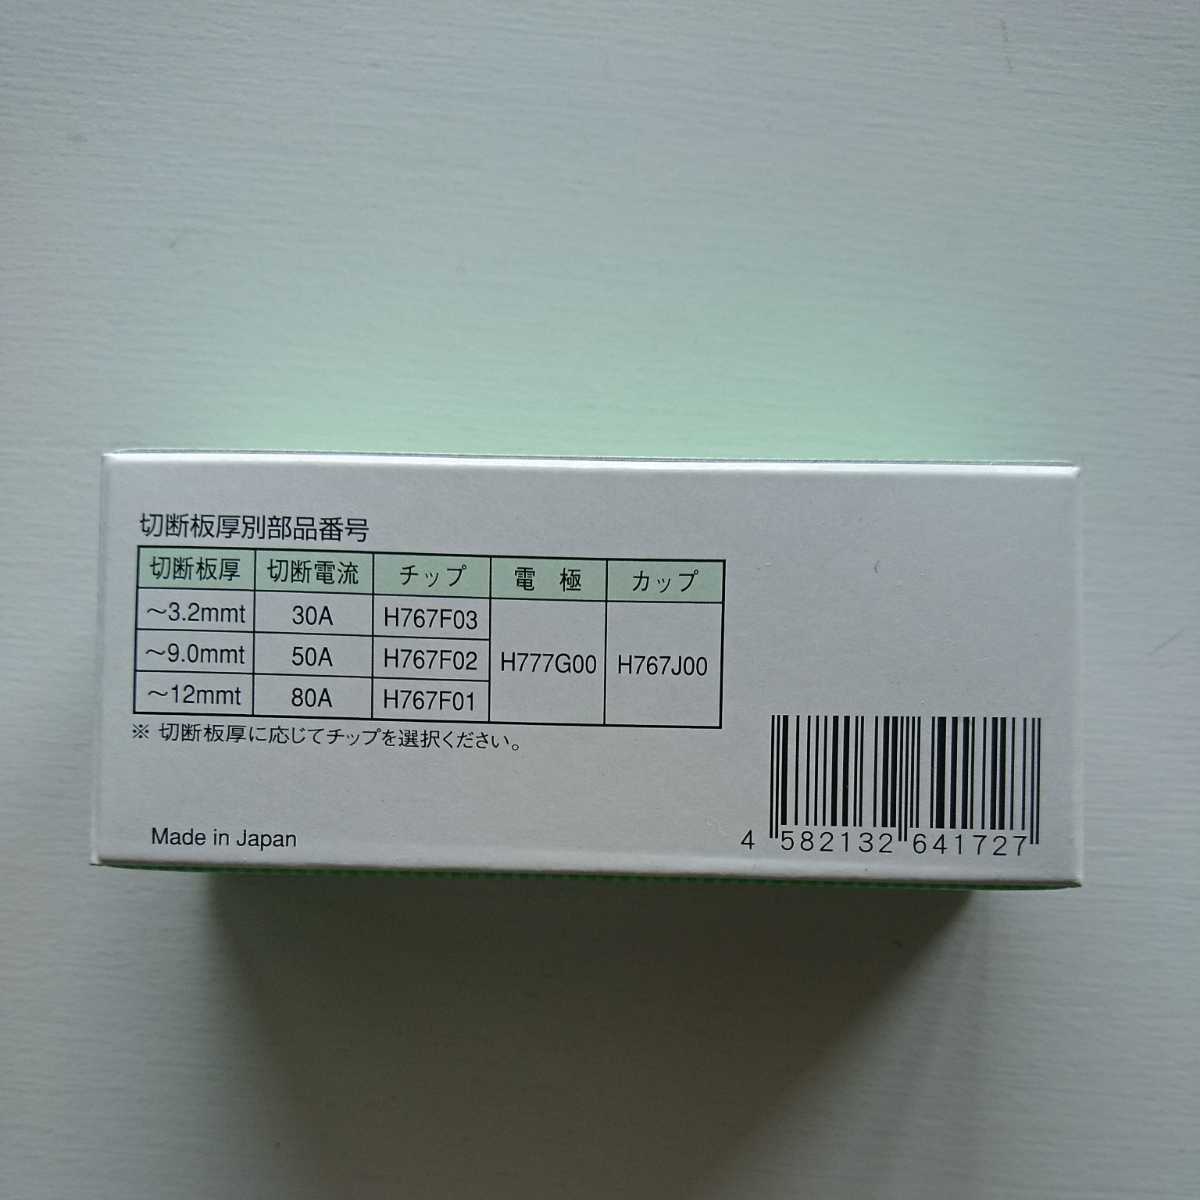 切断板厚別部品番号
切断板厚 切断電流 チップ 電 極 カップ
～3.2mmt 30A H767F03
～9.0mmt 50A H767F02 H777G00 H767J00
～12mmt 80A H767F01
※ 切断板厚に応じてチップを選択ください。
Made in Japan
4 582132 641727